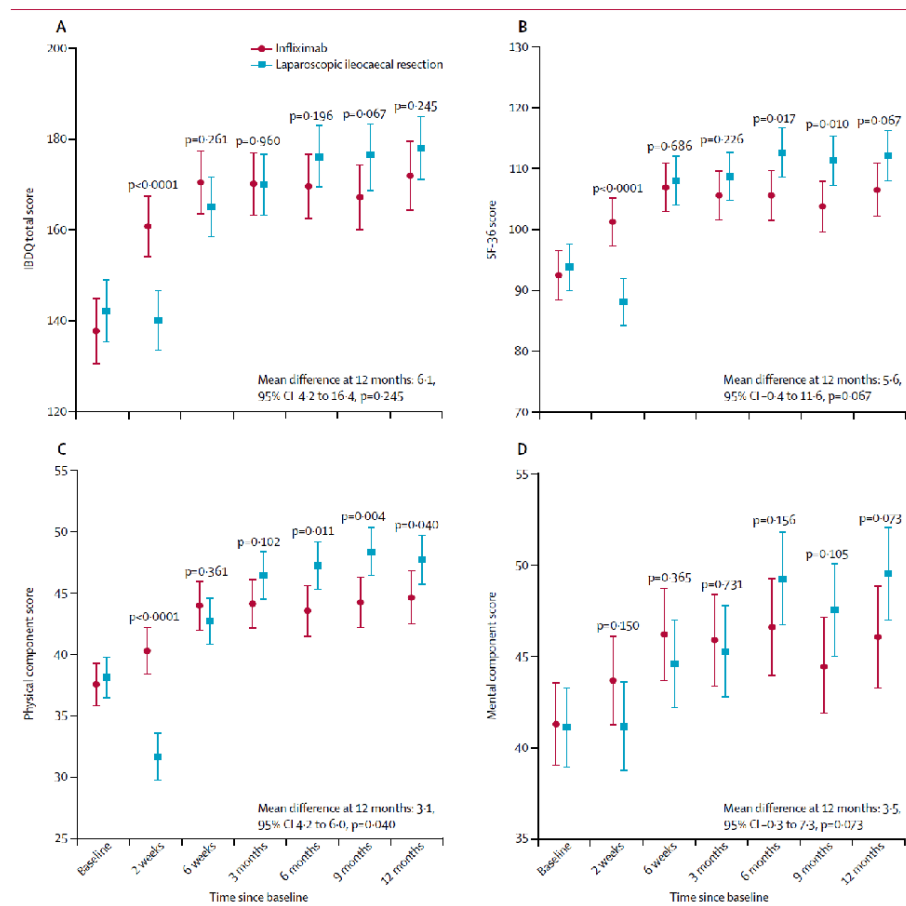 A
Infliximab
Laparoscopic ileocaecal resection
200
180
160
140
120
IBDQ total score
p<0·0001
p=0·261
p=0·960
p=0·196
p=0·067
p=0·245
Mean difference at 12 months: 6·1,
95% CI 4·2 to 16·4, p=0·245
B
130
120
110
100
90
80
70
SF-36 score
p<0·0001
p=0·686
p=0·226
p=0·017
p=0·010
p=0·067
Mean difference at 12 months: 5·6,
95% CI –0·4 to 11·6, p=0·067
C
55
50
45
40
35
30
25
Physical component score
p<0·0001
p=0·361
p=0·102
p=0·011
p=0·004
p=0·040
Mean difference at 12 months: 3·1,
95% CI 4·2 to 6·0, p=0·040
Baseline
2 weeks
6 weeks
3 months
6 months
9 months
12 months
Time since baseline
D
55
50
45
40
35
Mental component score
p=0·150
p=0·365
p=0·731
p=0·156
p=0·105
p=0·073
Mean difference at 12 months: 3·5,
95% CI –0·3 to 7·3, p=0·073
Baseline
2 weeks
6 weeks
3 months
6 months
9 months
12 months
Time since baseline